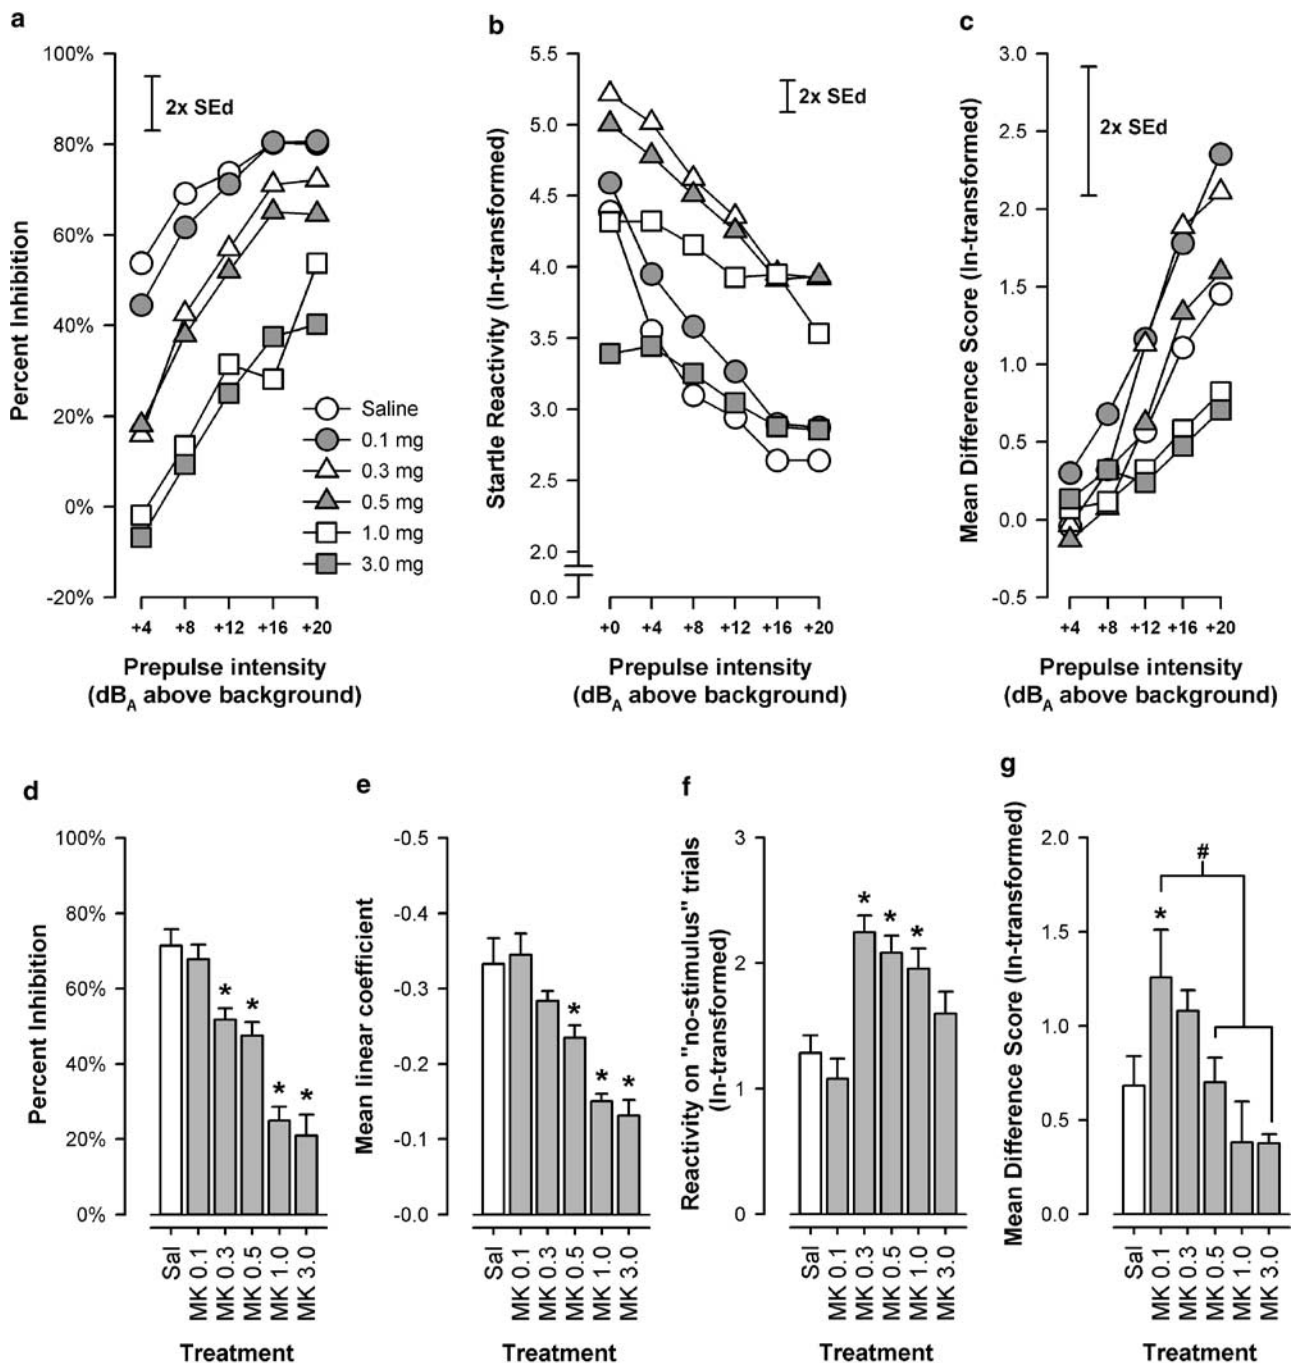 a
100%
80%
60%
40%
20%
0%
-20%
Percent Inhibition
2x SEd
Saline
0.1 mg
0.3 mg
0.5 mg
1.0 mg
3.0 mg
+4 +8 +12 +16 +20
Prepulse intensity
(dBA above background)
b
5.5
5.0
4.5
4.0
3.5
3.0
2.5
2.0
0.0
Startle Reactivity (ln-transformed)
2x SEd
+0 +4 +8 +12 +16 +20
Prepulse intensity
(dBA above background)
c
3.0
2.5
2.0
1.5
1.0
0.5
0.0
-0.5
Mean Difference Score (ln-transformed)
2x SEd
+4 +8 +12 +16 +20
Prepulse intensity
(dBA above background)
d
100%
80%
60%
40%
20%
0%
Percent Inhibition
* * * *
Sal MK 0.1 MK 0.3 MK 0.5 MK 1.0 MK 3.0
Treatment
e
-0.5
-0.4
-0.3
-0.2
-0.1
-0.0
Mean linear coefficient
* * *
Sal MK 0.1 MK 0.3 MK 0.5 MK 1.0 MK 3.0
Treatment
f
3
2
1
0
Reactivity on "no-stimulus" trials
(ln-transformed)
* * *
Sal MK 0.1 MK 0.3 MK 0.5 MK 1.0 MK 3.0
Treatment
g
2.0
1.5
1.0
0.5
0.0
Mean Difference Score (ln-transformed)
#
*
Sal MK 0.1 MK 0.3 MK 0.5 MK 1.0 MK 3.0
Treatment